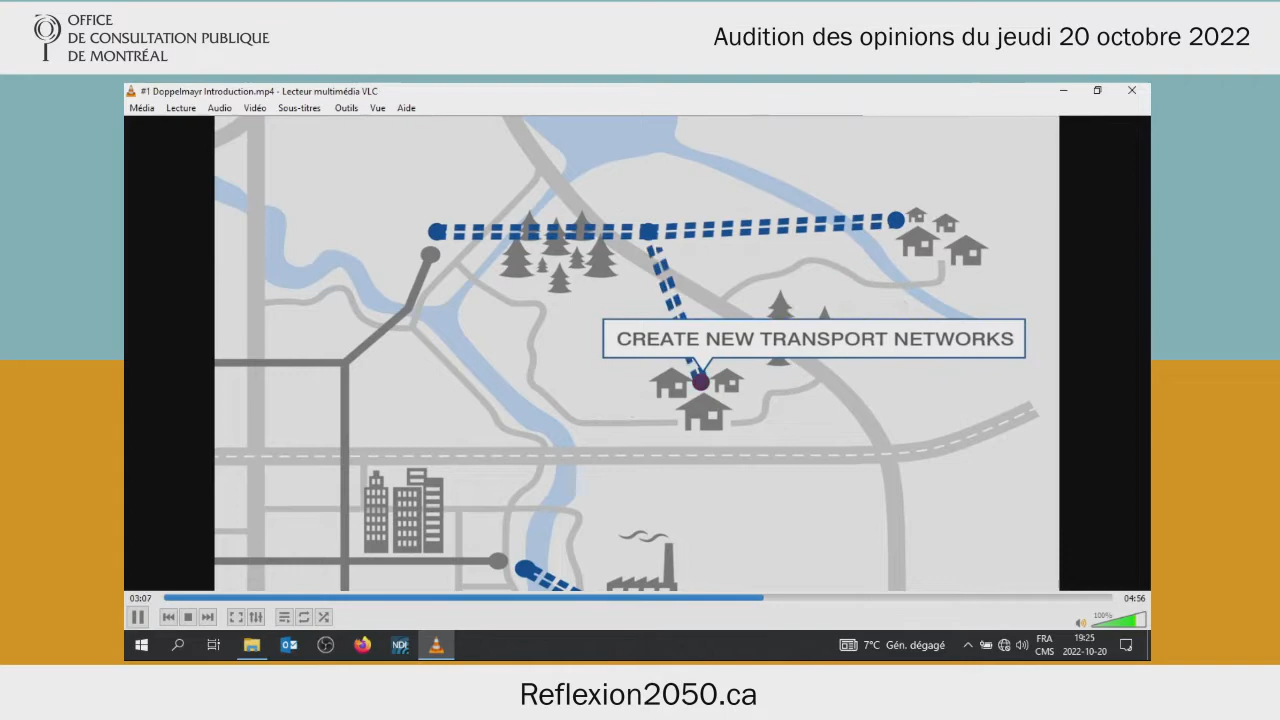 OFFICE
DE CONSULTATION PUBLIQUE
DE MONTRÉAL
Audition des opinions du jeudi 20 octobre 2022
#1 Doppelmayr Introduction.mp4 - Lecteur multimédia VLC
Média Lecture Audio Vidéo Sous-titres Outils Vue Aide
CREATE NEW TRANSPORT NETWORKS
03:07
04:56
100%
7°C Gén. dégagé
FRA
CMS
19:25
2022-10-20
Reflexion2050.ca